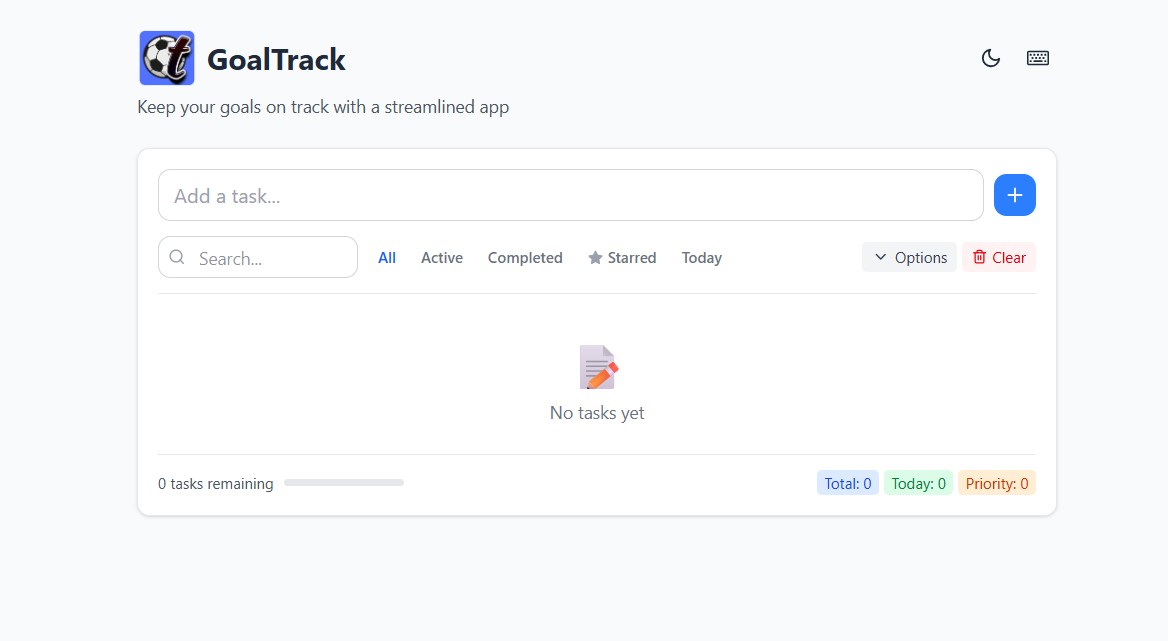 t
GoalTrack
Keep your goals on track with a streamlined app
Add a task...
Search...
All
Active
Completed
Starred
Today
Options
Clear
No tasks yet
0 tasks remaining
Total: 0
Today: 0
Priority: 0